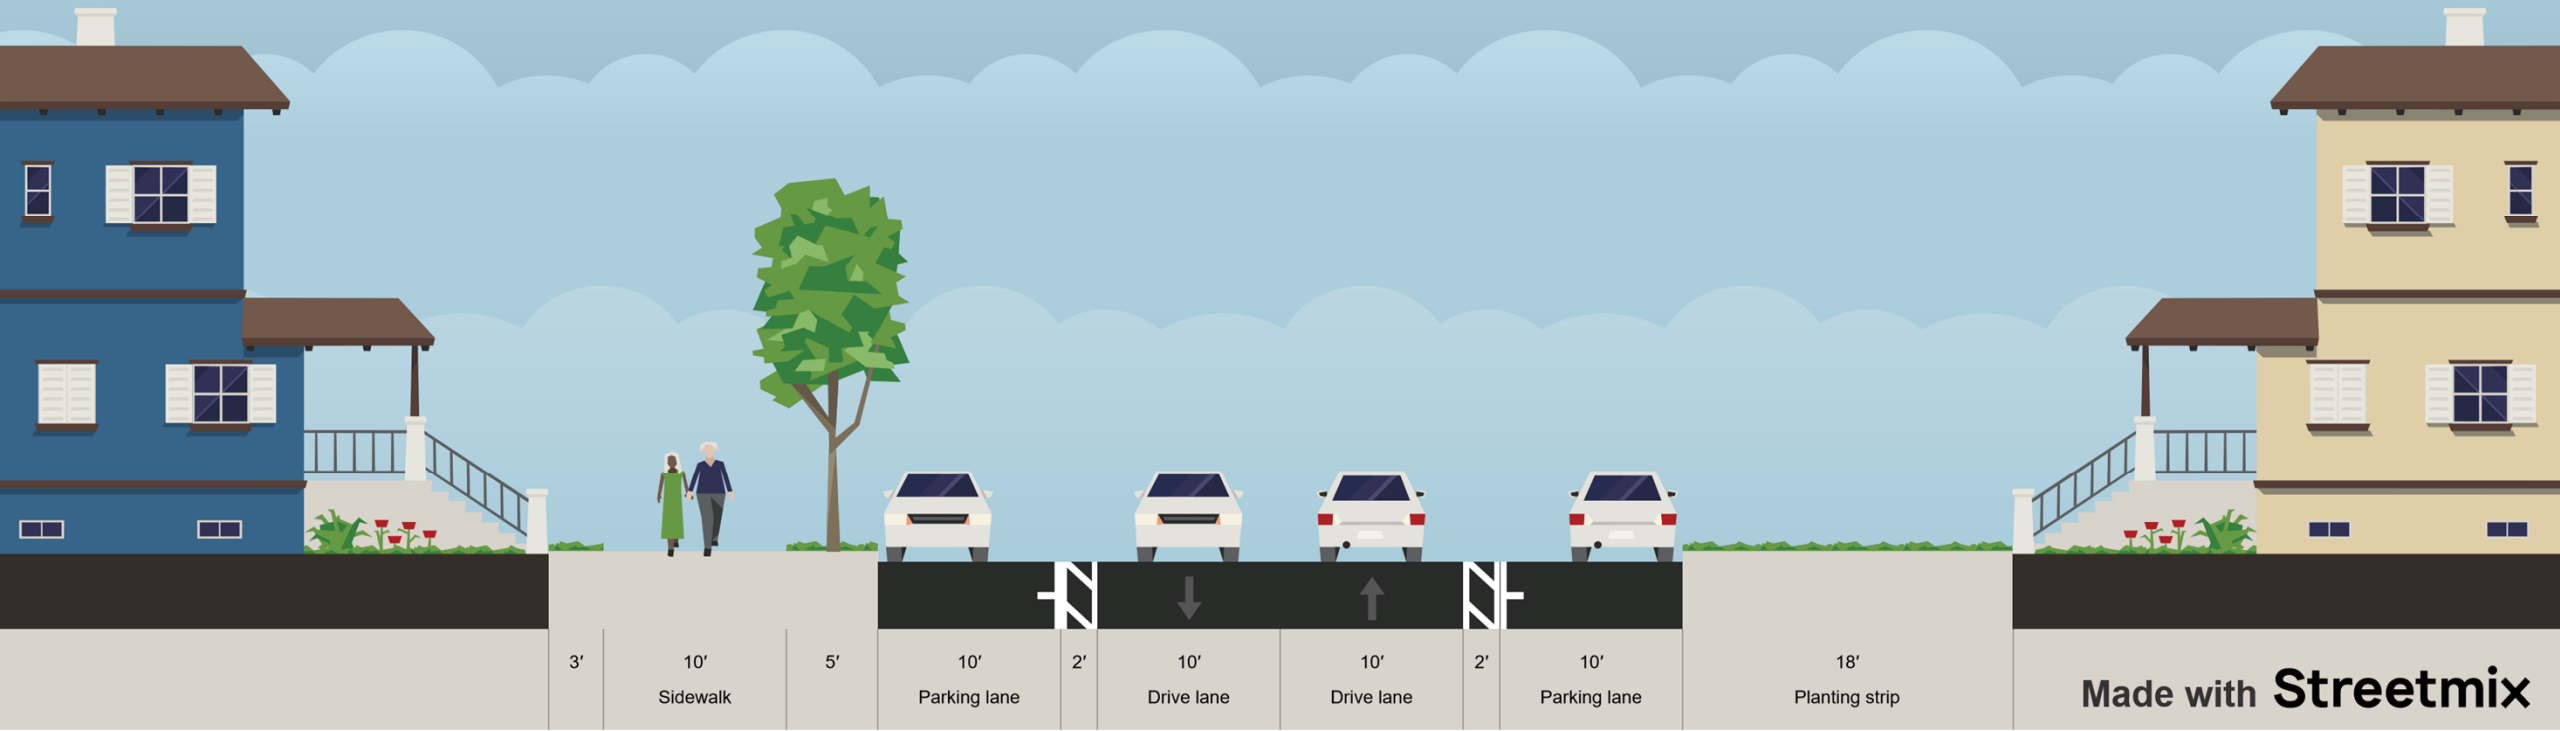 3′ 10′ 5′ 10′ 2′ 10′ 10′ 2′ 10′ 18′
Sidewalk Parking lane Drive lane Drive lane Parking lane Planting strip
Made with Streetmix